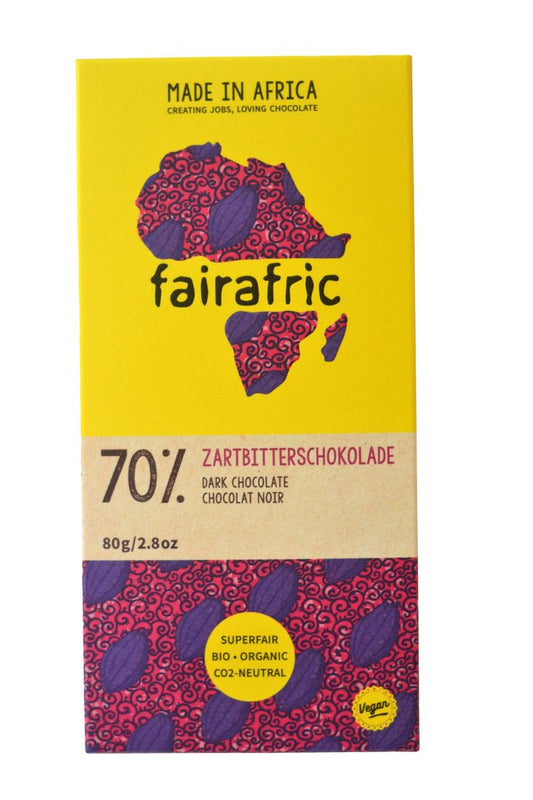 MADE IN AFRICA
CREATING JOBS, LOVING CHOCOLATE
fairafric
70%
ZARTBITTERSCHOKOLADE
DARK CHOCOLATE
CHOCOLAT NOIR
80g/2.8oz
SUPERFAIR
BIO • ORGANIC
CO2-NEUTRAL
Vegan